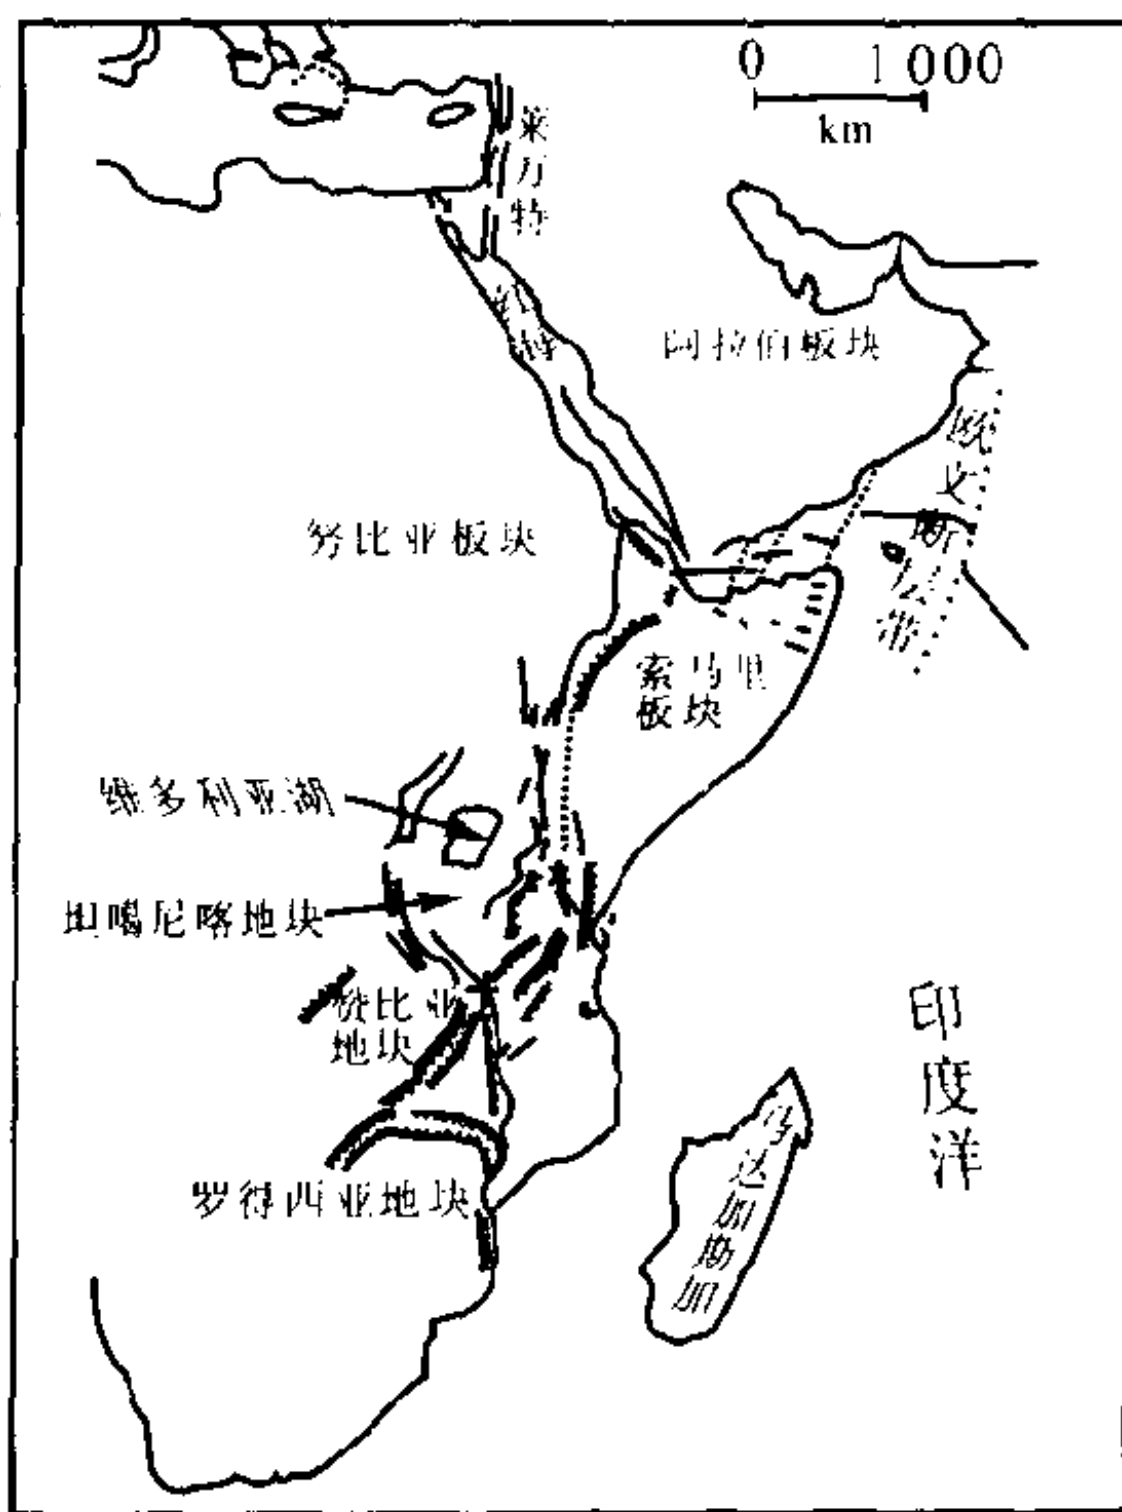 0 1 000
km
莱万特
红海
阿拉伯板块
欧文断层带
努比亚板块
索马里
板块
维多利亚湖
坦噶尼喀地块
赞比亚
地块
印度洋
马达加斯加
罗得西亚地块